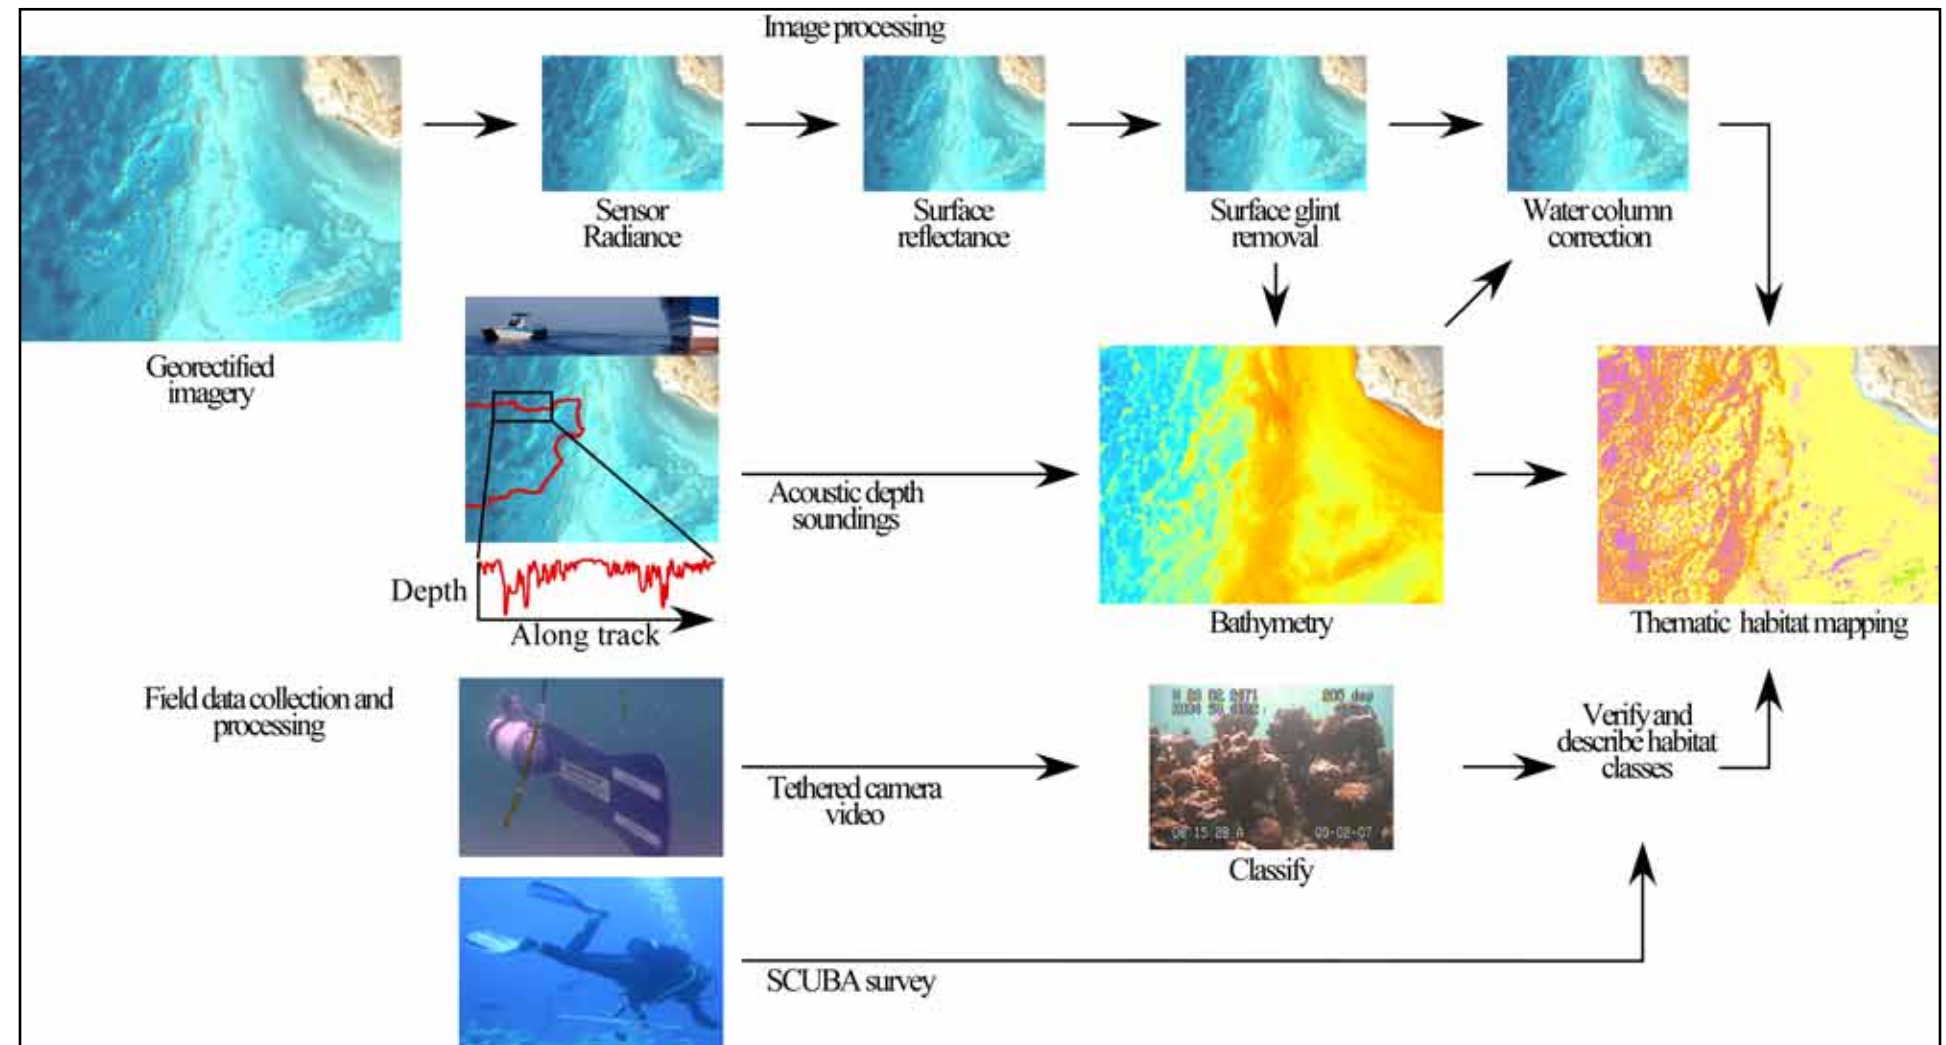 Image processing
Sensor
Radiance
Surface
reflectance
Surface glint
removal
Water column
correction
Georectified
imagery
Acoustic depth
soundings
Depth
Along track
Bathymetry
Thematic habitat mapping
Field data collection and
processing
Tethered camera
video
Classify
Verify and
describe habitat
classes
SCUBA survey